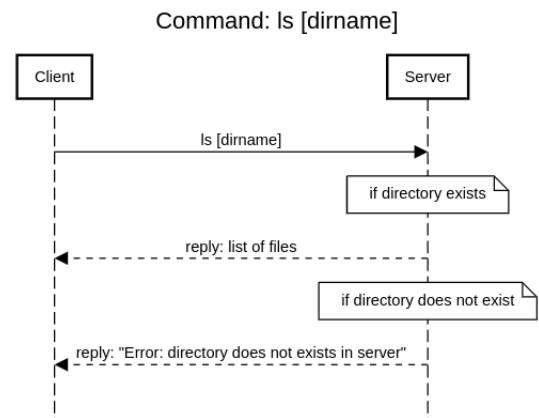 Command: ls [dirname]
Client
Server
ls [dirname]
if directory exists
reply: list of files
if directory does not exist
reply: "Error: directory does not exists in server"